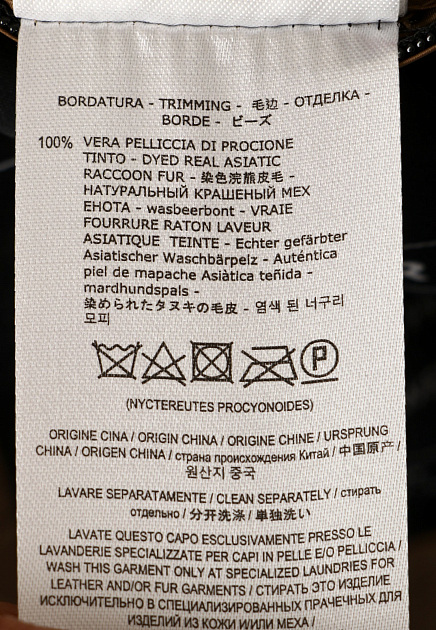 BORDATURA - TRIMMING - 毛边 - ОТДЕЛКА -
BORDE - ビーズ
100% VERA PELLICCIA DI PROCIONE
TINTO - DYED REAL ASIATIC
RACCOON FUR - 染色浣熊皮毛 -
НАТУРАЛЬНЫЙ КРАШЕНЫЙ МЕХ
ЕНОТА - wasbeerbont - VRAIE
FOURRURE RATON LAVEUR
ASIATIQUE TEINTE - Echter gefärbter
Asiatischer Waschbärpelz - Auténtica
piel de mapache Asiàtica teñida -
mardhundspals -
染められたタヌキの毛皮 - 염색 된 너구리
모피
P
(NYCTEREUTES PROCYONOIDES)
ORIGINE CINA / ORIGIN CHINA / ORIGINE CHINE / URSPRUNG
CHINA / ORIGEN CHINA / страна происхождения Китай / 中国原产 /
원산지 중국
LAVARE SEPARATAMENTE / CLEAN SEPARATELY / стирать
отдельно / 分开洗涤 / 単独洗い
LAVATE QUESTO CAPO ESCLUSIVAMENTE PRESSO LE
LAVANDERIE SPECIALIZZATE PER CAPI IN PELLE E/O PELLICCIA /
WASH THIS GARMENT ONLY AT SPECIALIZED LAUNDRIES FOR
LEATHER AND/OR FUR GARMENTS / СТИРАТЬ ЭТО ИЗДЕЛИЕ
ИСКЛЮЧИТЕЛЬНО В СПЕЦИАЛИЗИРОВАННЫХ ПРАЧЕЧНЫХ ДЛЯ
ИЗДЕЛИЙ ИЗ КОЖИ И/ИЛИ МЕХА /